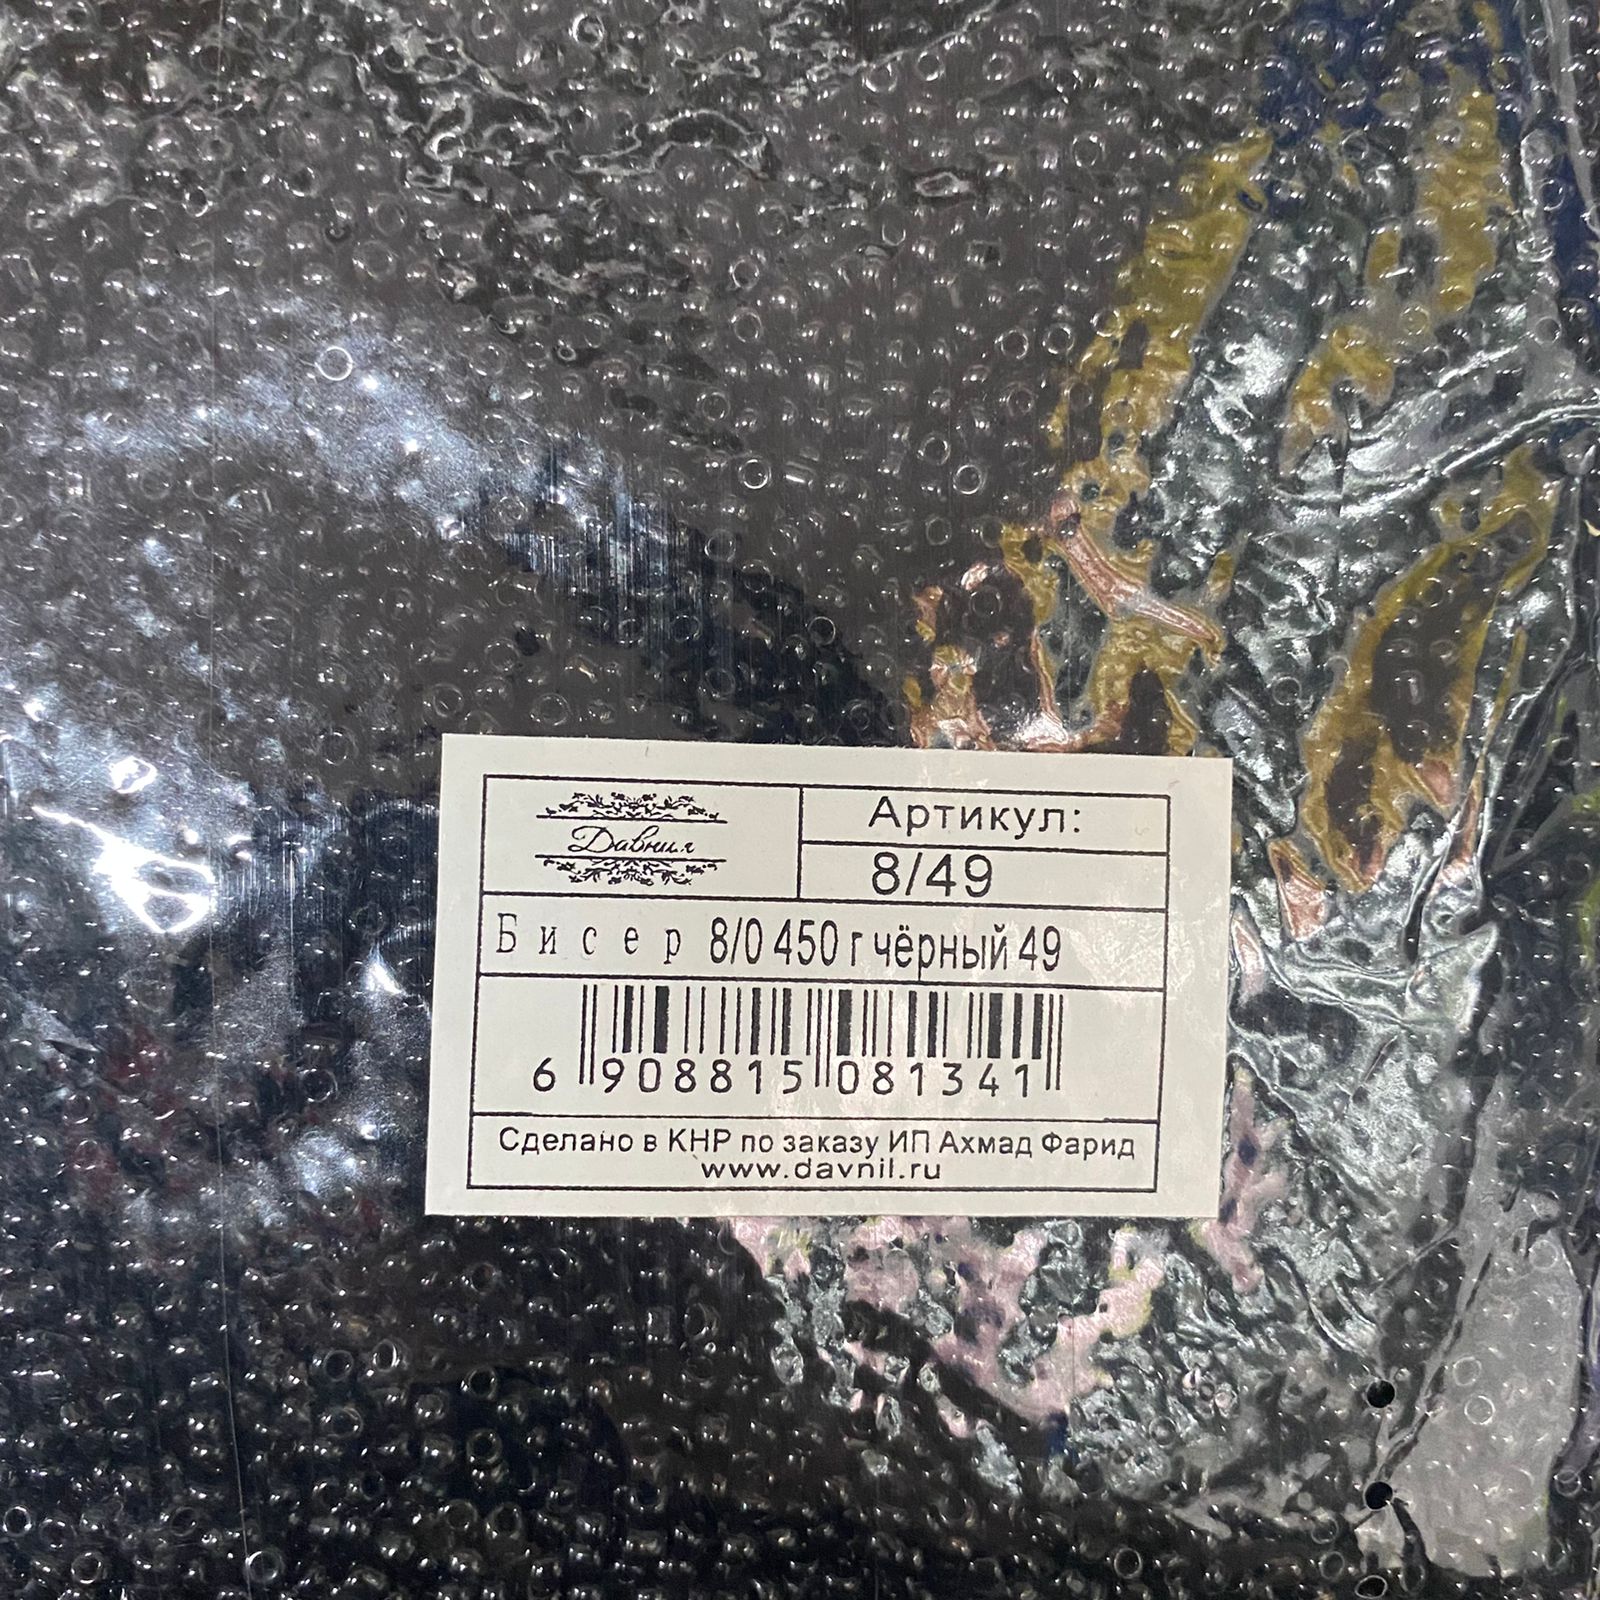 Давния
Артикул:
8/49
Бисер 8/0 450 г чёрный 49
6 908815 081341
Сделано в КНР по заказу ИП Ахмад Фарид
www.davnil.ru